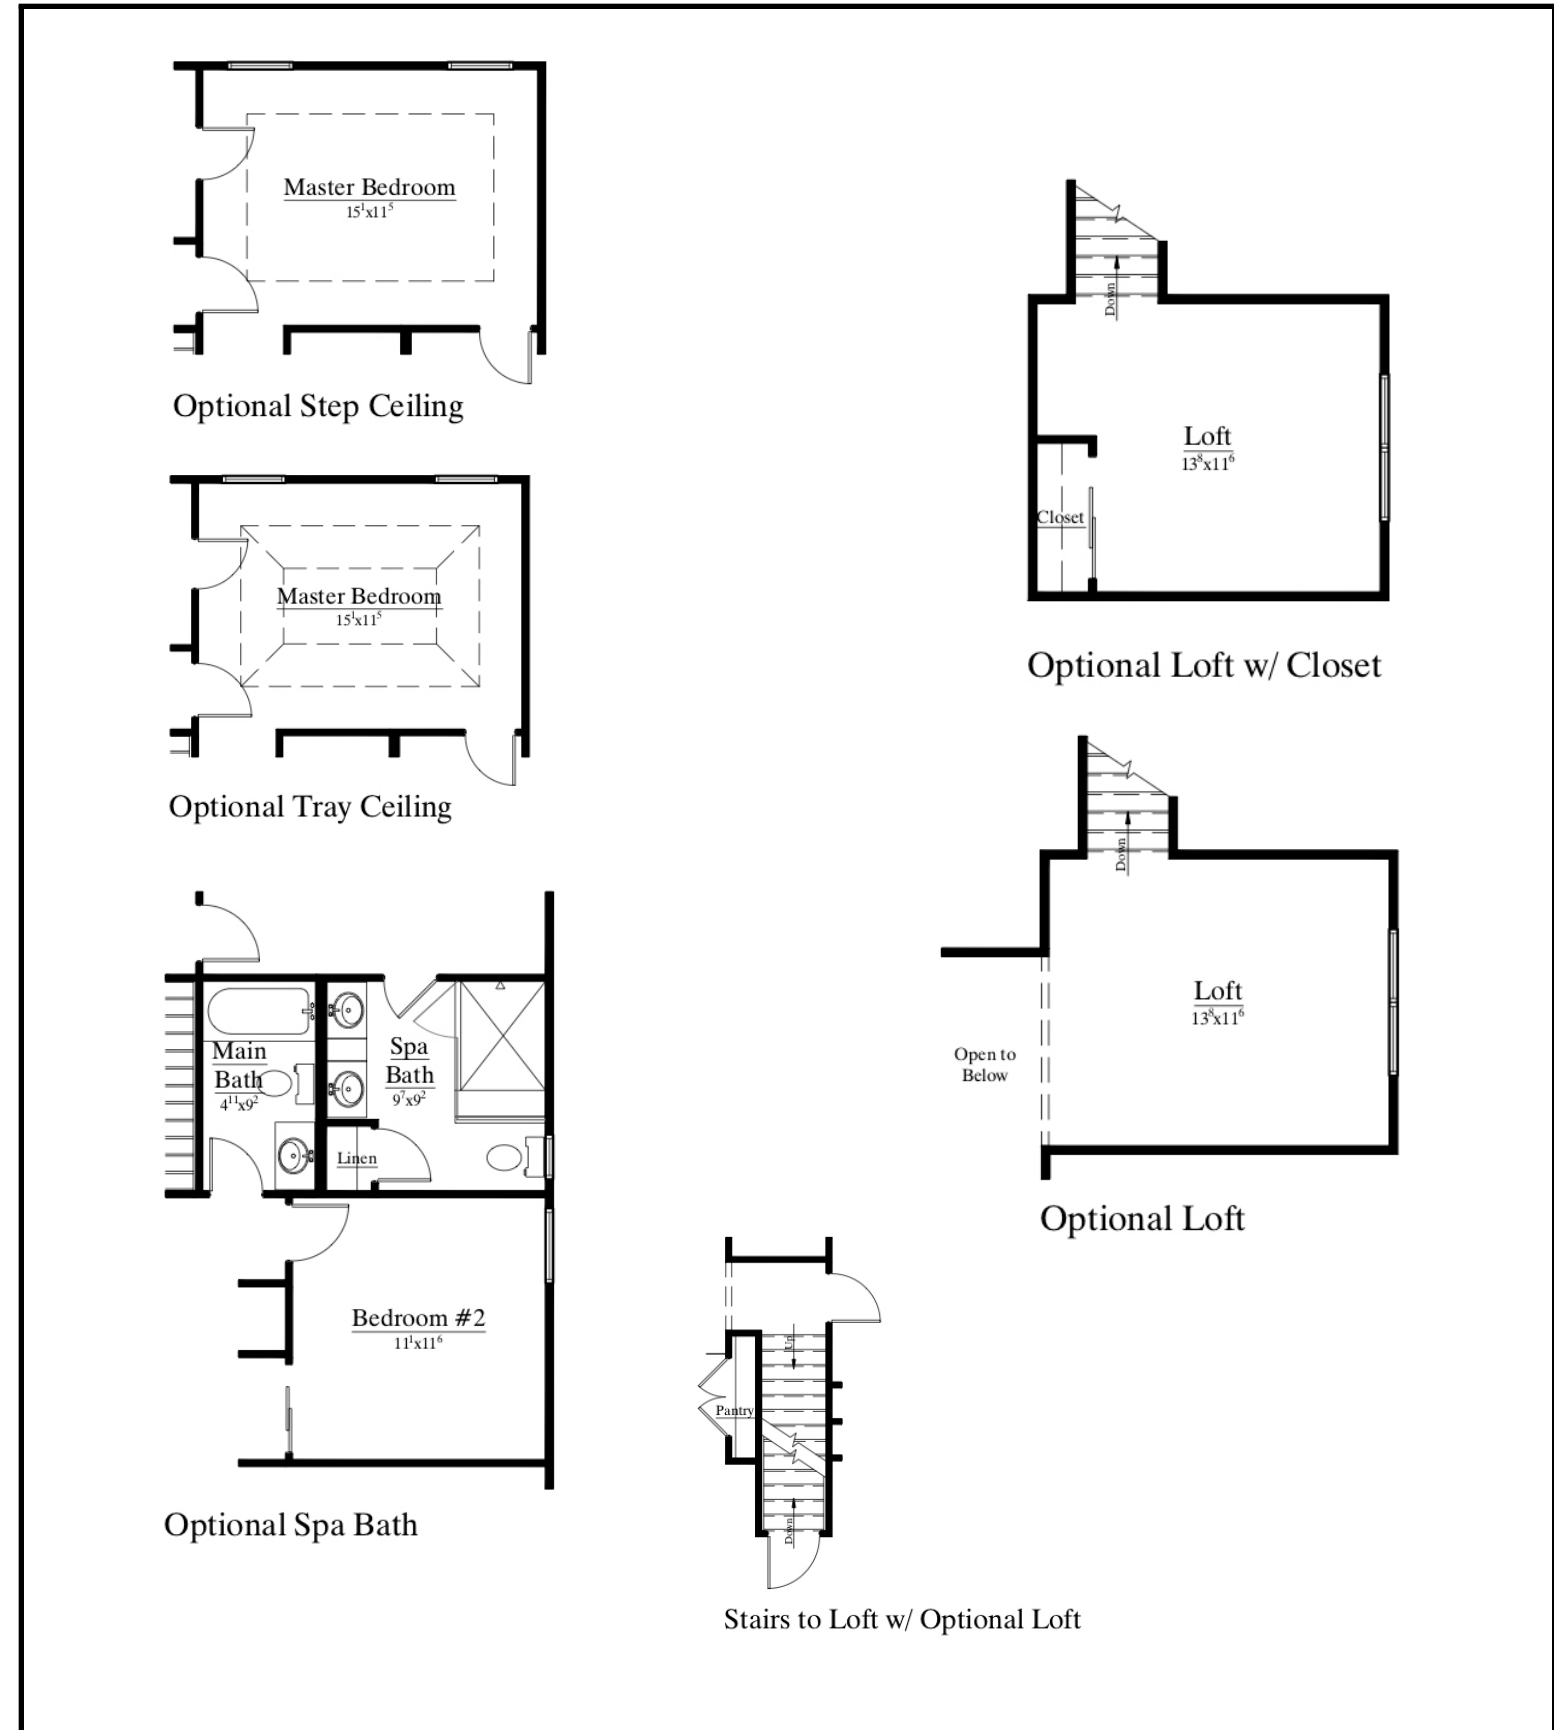 Master Bedroom
15¹x11⁵
Optional Step Ceiling
Master Bedroom
15¹x11⁵
Optional Tray Ceiling
Main
Bath
4¹¹x9²
Spa
Bath
9⁷x9²
Linen
Bedroom #2
11¹x11⁶
Optional Spa Bath
Down
Loft
13⁸x11⁶
Closet
Optional Loft w/ Closet
Down
Loft
13⁸x11⁶
Open to
Below
Optional Loft
Up
Pantry
Down
Stairs to Loft w/ Optional Loft